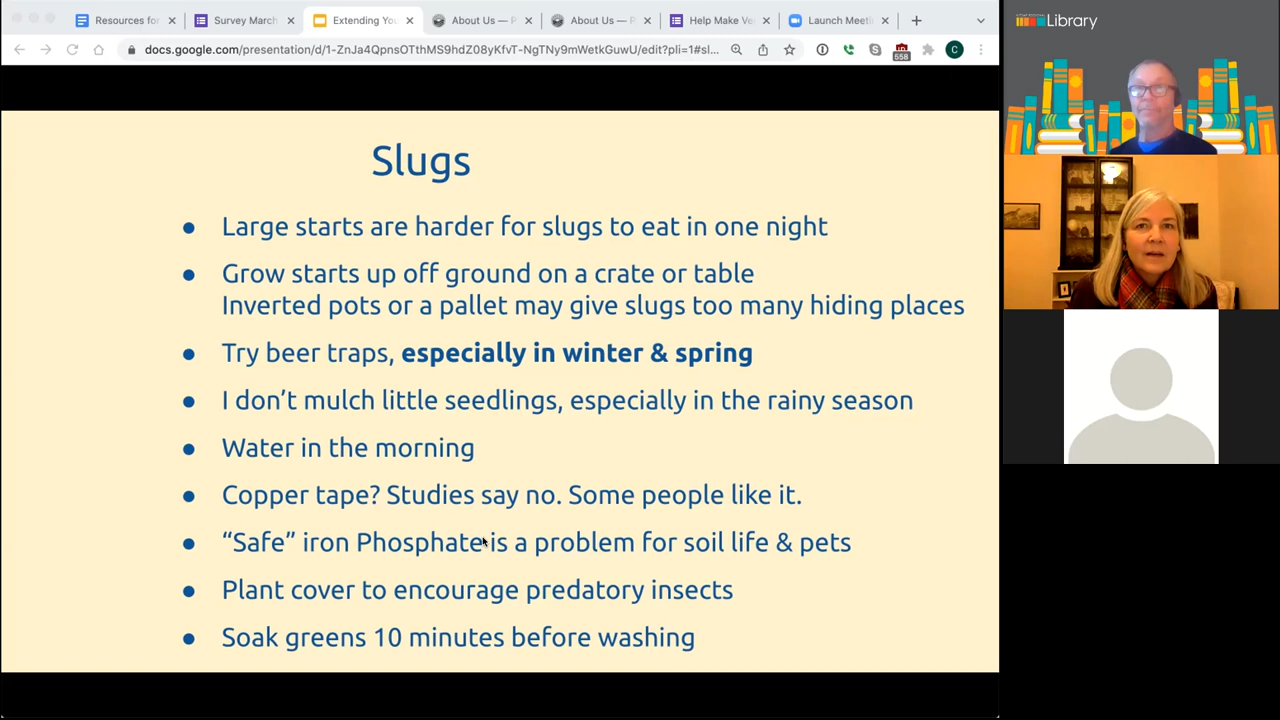 Resources for
Survey March
Extending You
About Us — P
About Us — P
Help Make Ve
Launch Meeti
docs.google.com/presentation/d/1-ZnJa4QpnsOTthMS9hdZ08yKfvT-NgTNy9mWetkGuwU/edit?pli=1#sl...
558
C
Library
Slugs
● Large starts are harder for slugs to eat in one night
● Grow starts up off ground on a crate or table
Inverted pots or a pallet may give slugs too many hiding places
● Try beer traps, especially in winter & spring
● I don’t mulch little seedlings, especially in the rainy season
● Water in the morning
● Copper tape? Studies say no. Some people like it.
● “Safe” iron Phosphate is a problem for soil life & pets
● Plant cover to encourage predatory insects
● Soak greens 10 minutes before washing